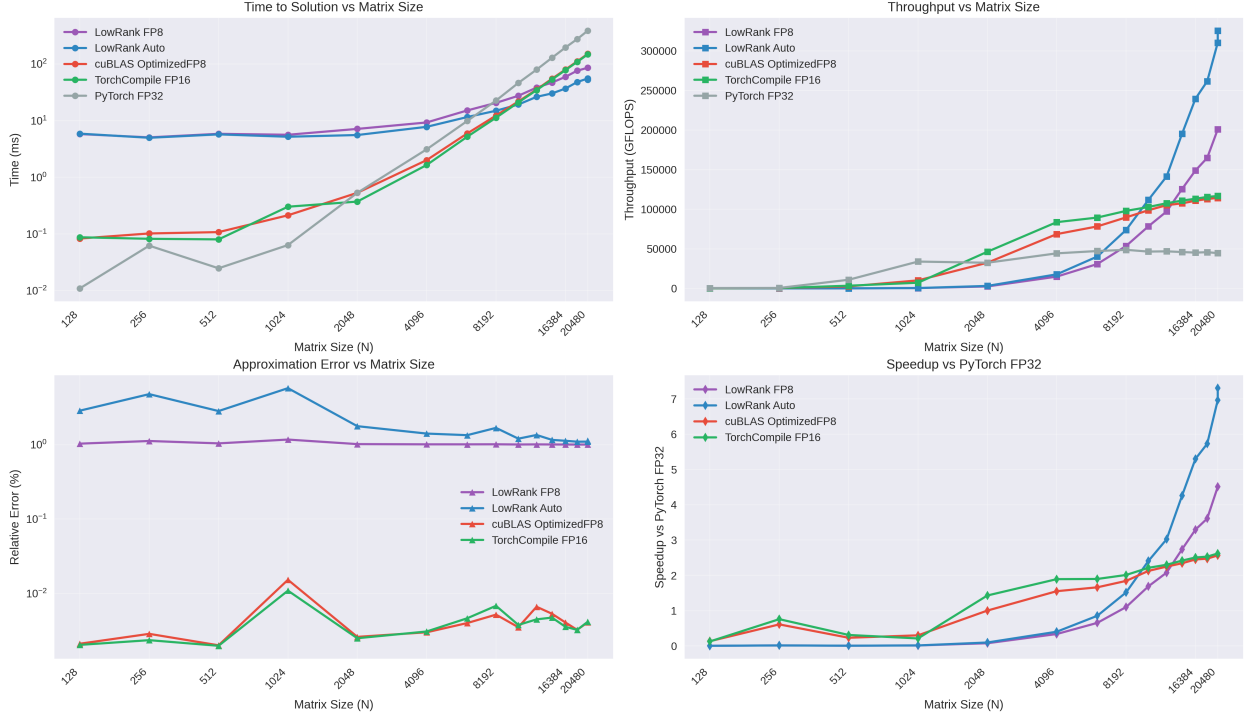 Time to Solution vs Matrix Size
LowRank FP8
LowRank Auto
cuBLAS OptimizedFP8
TorchCompile FP16
PyTorch FP32
Time (ms)
10²
10¹
10⁰
10⁻¹
10⁻²
128
256
512
1024
2048
4096
8192
16384
20480
Matrix Size (N)
Throughput vs Matrix Size
LowRank FP8
LowRank Auto
cuBLAS OptimizedFP8
TorchCompile FP16
PyTorch FP32
Throughput (GFLOPS)
300000
250000
200000
150000
100000
50000
0
128
256
512
1024
2048
4096
8192
16384
20480
Matrix Size (N)
Approximation Error vs Matrix Size
Relative Error (%)
10⁰
10⁻¹
10⁻²
LowRank FP8
LowRank Auto
cuBLAS OptimizedFP8
TorchCompile FP16
128
256
512
1024
2048
4096
8192
16384
20480
Matrix Size (N)
Speedup vs PyTorch FP32
LowRank FP8
LowRank Auto
cuBLAS OptimizedFP8
TorchCompile FP16
Speedup vs PyTorch FP32
7
6
5
4
3
2
1
0
128
256
512
1024
2048
4096
8192
16384
20480
Matrix Size (N)